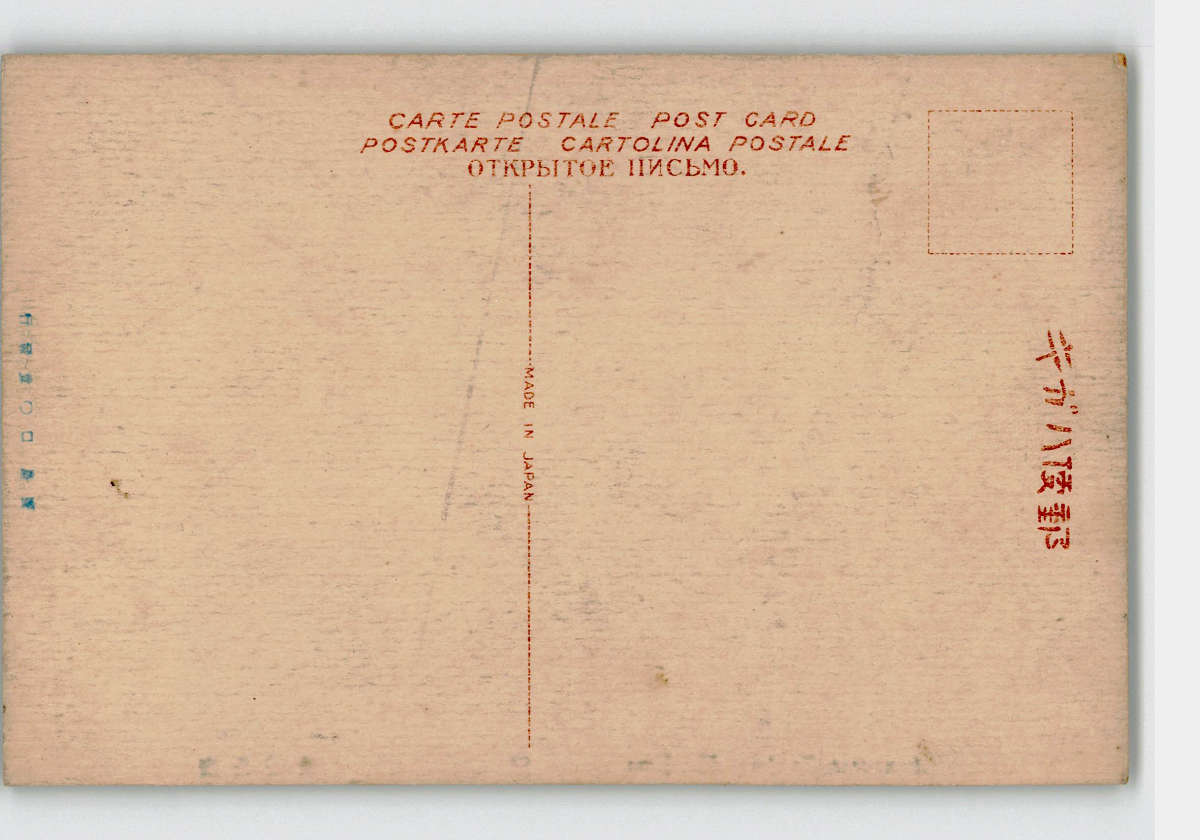 CARTE POSTALE POST CARD
POSTKARTE CARTOLINA POSTALE
ОТКРЫТОЕ ПИСЬМО.
MADE IN JAPAN
郵便ハガキ